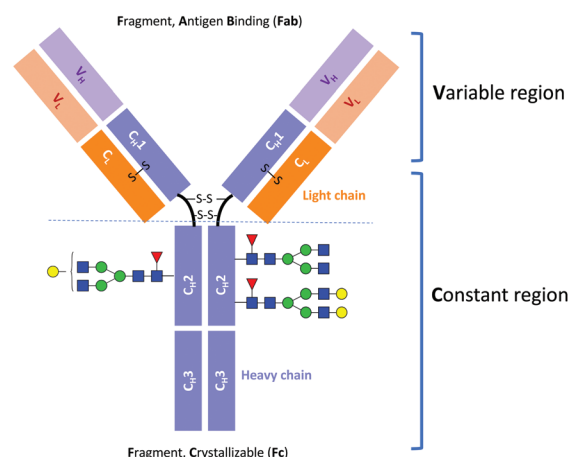 Fragment, Antigen Binding (Fab)
VH
VL
VH
VL
Variable region
CH1
CL
CH1
CL
S-S
S-S
S-S
S-S
Light chain
CH2
CH2
Constant region
CH3
CH3
Heavy chain
Fragment, Crystallizable (Fc)